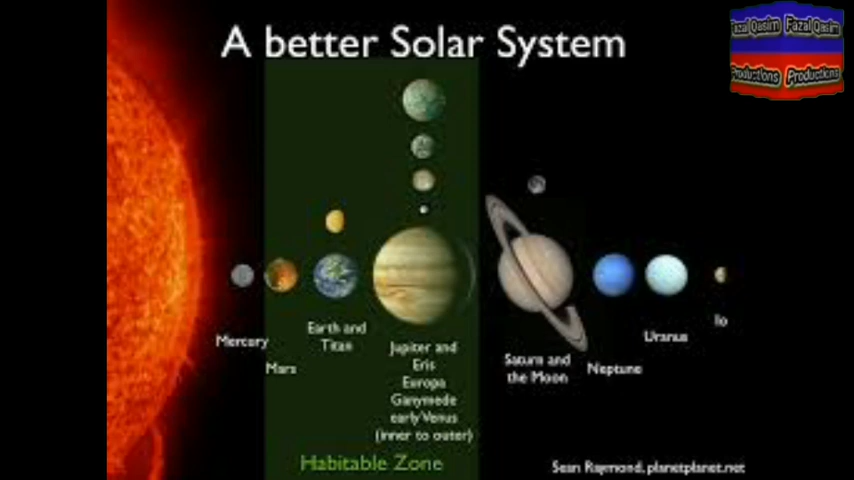 A better Solar System
Fazal Qasim Fazal Qasim
Productions Productions
Mercury
Mars
Earth and
Titan
Jupiter and
Eris
Europa
Ganymede
early Venus
(inner to outer)
Saturn and
the Moon
Neptune
Uranus
Io
Habitable Zone
Sean Raymond, planetplanet.net